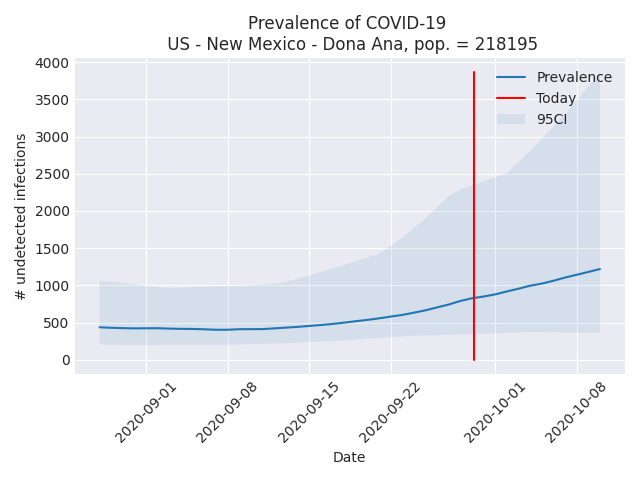 Prevalence of COVID-19
US - New Mexico - Dona Ana, pop. = 218195
4000
3500
3000
2500
2000
1500
1000
500
0
# undetected infections
Prevalence
Today
95CI
2020-09-01
2020-09-08
2020-09-15
2020-09-22
2020-10-01
2020-10-08
Date